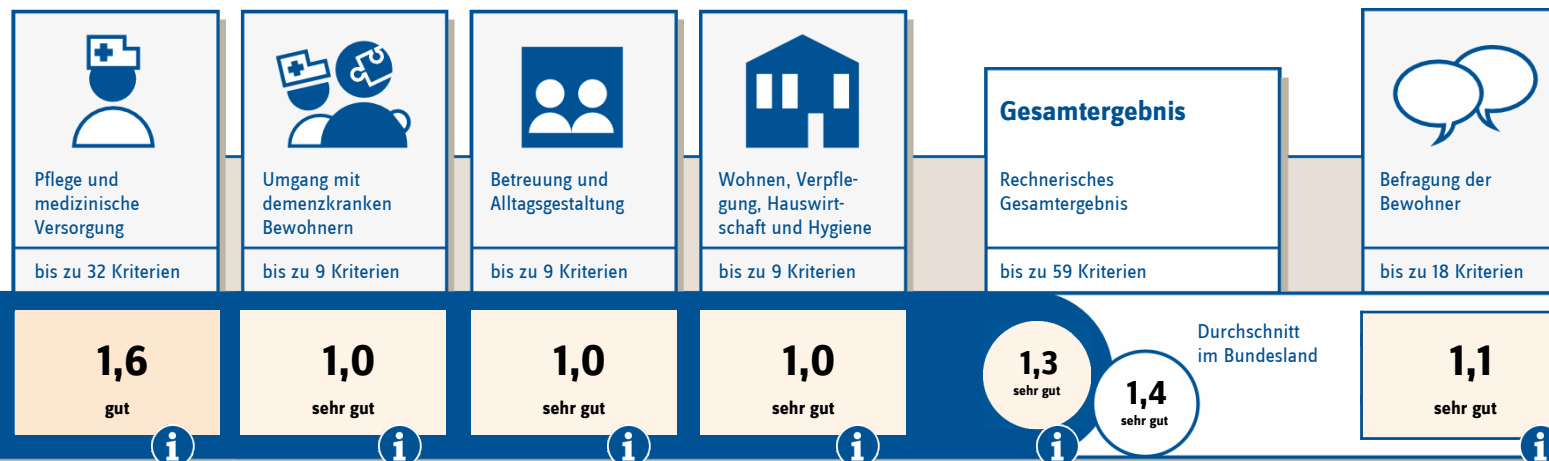 Pflege und
medizinische
Versorgung
bis zu 32 Kriterien
1,6
gut
i
Umgang mit
demenzkranken
Bewohnern
bis zu 9 Kriterien
1,0
sehr gut
i
Betreuung und
Alltagsgestaltung
bis zu 9 Kriterien
1,0
sehr gut
i
Wohnen, Verpfle-
gung, Hauswirt-
schaft und Hygiene
bis zu 9 Kriterien
1,0
sehr gut
i
Gesamtergebnis
Rechnerisches
Gesamtergebnis
bis zu 59 Kriterien
1,3
sehr gut
i
Durchschnitt
im Bundesland
1,4
sehr gut
Befragung der
Bewohner
bis zu 18 Kriterien
1,1
sehr gut
i